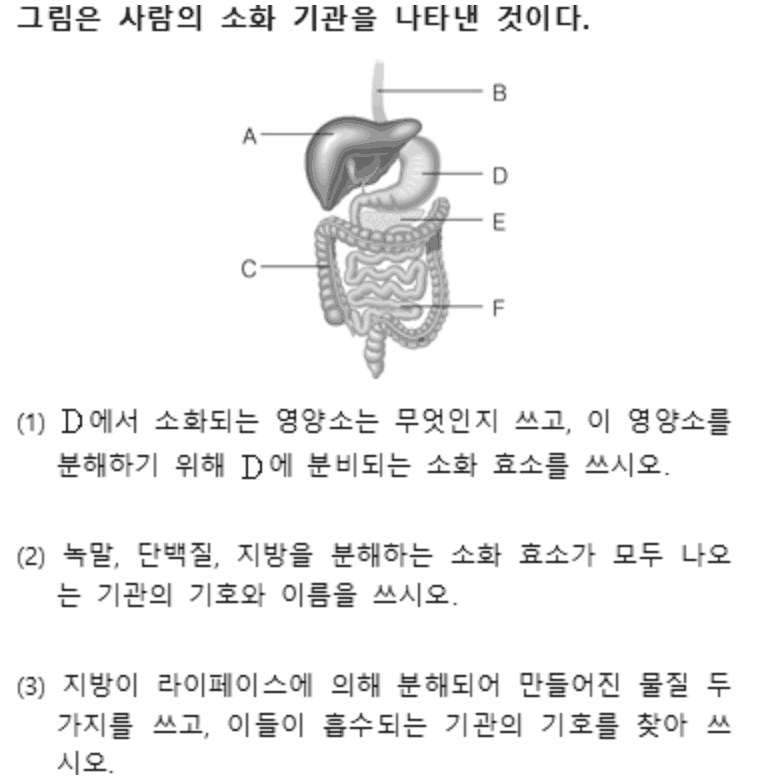 그림은 사람의 소화 기관을 나타낸 것이다.
B
A
D
E
C
F
(1) D에서 소화되는 영양소는 무엇인지 쓰고, 이 영양소를
분해하기 위해 D에 분비되는 소화 효소를 쓰시오.
(2) 녹말, 단백질, 지방을 분해하는 소화 효소가 모두 나오
는 기관의 기호와 이름을 쓰시오.
(3) 지방이 라이페이스에 의해 분해되어 만들어진 물질 두
가지를 쓰고, 이들이 흡수되는 기관의 기호를 찾아 쓰
시오.